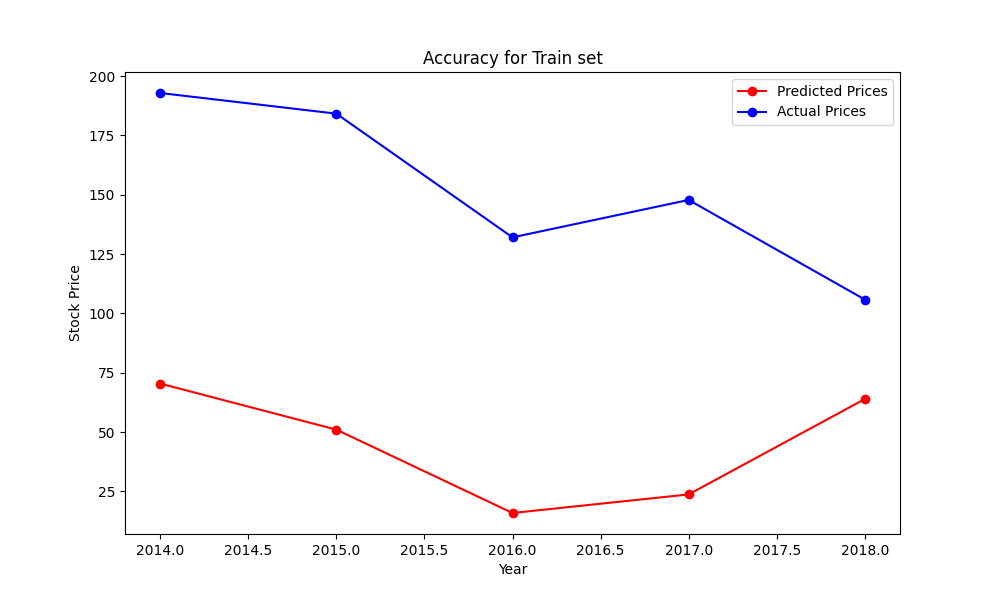 Accuracy for Train set
Predicted Prices
Actual Prices
200
175
150
125
100
75
50
25
Stock Price
2014.0 2014.5 2015.0 2015.5 2016.0 2016.5 2017.0 2017.5 2018.0
Year